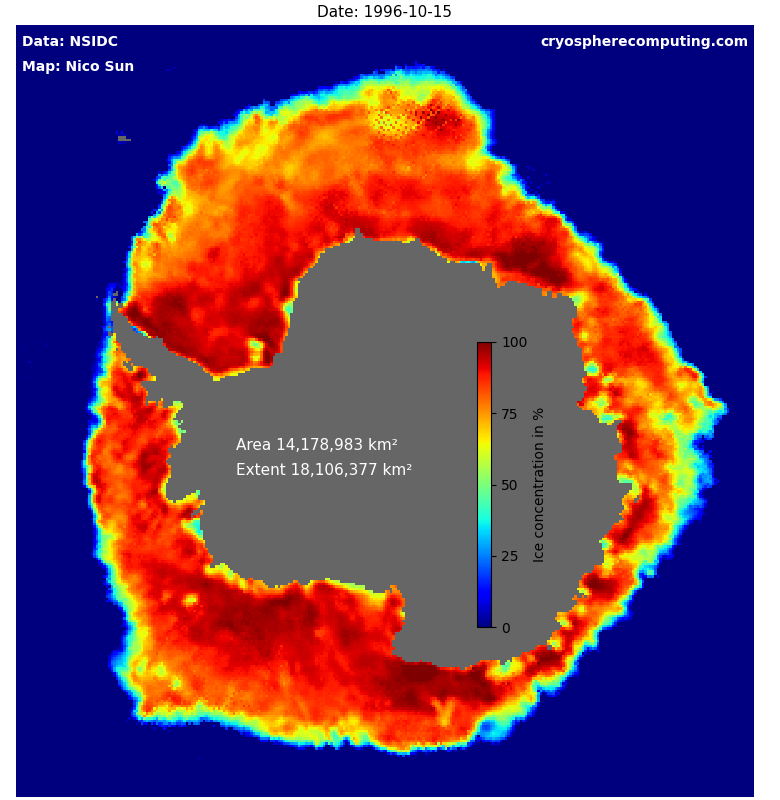 Date: 1996-10-15
Data: NSIDC
cryospherecomputing.com
Map: Nico Sun
100
75
50
25
0
Ice concentration in %
Area 14,178,983 km²
Extent 18,106,377 km²